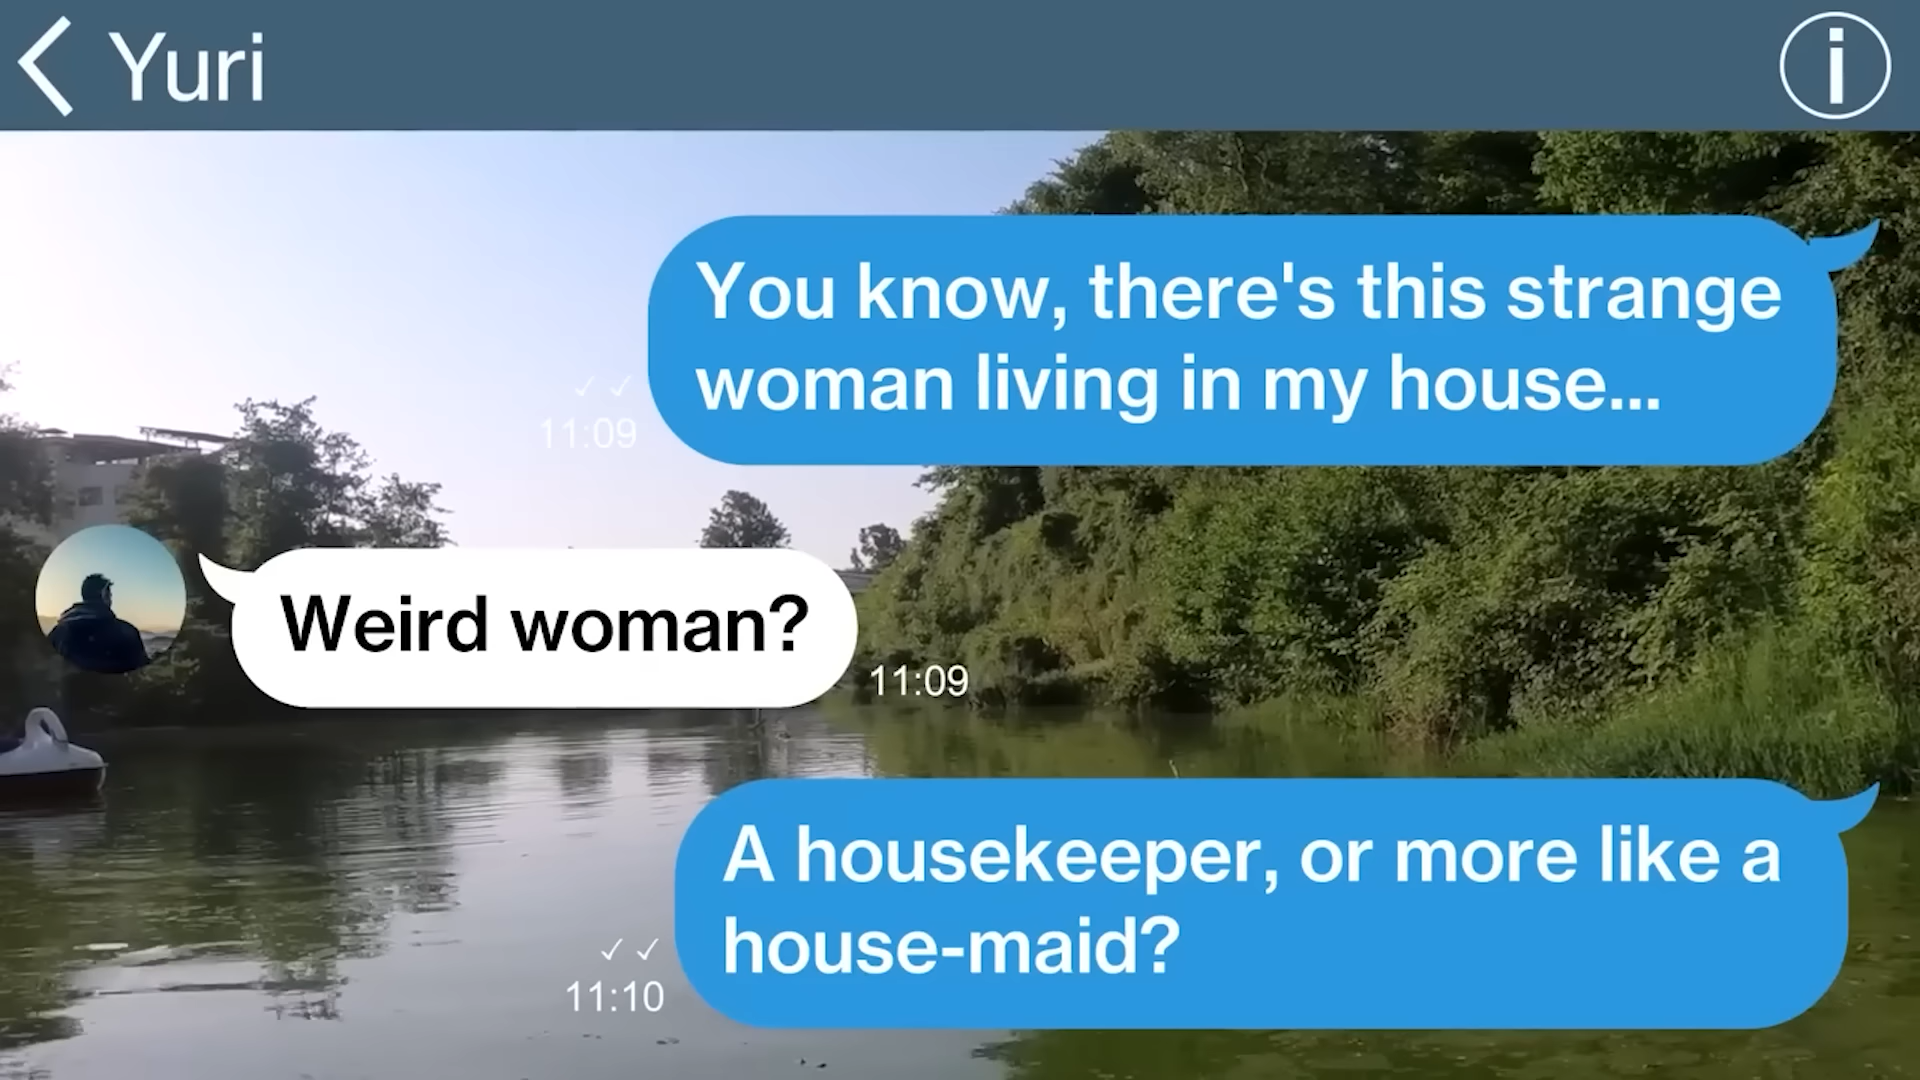 Yuri
You know, there's this strange
woman living in my house...
11:09
Weird woman?
11:09
A housekeeper, or more like a
house-maid?
11:10